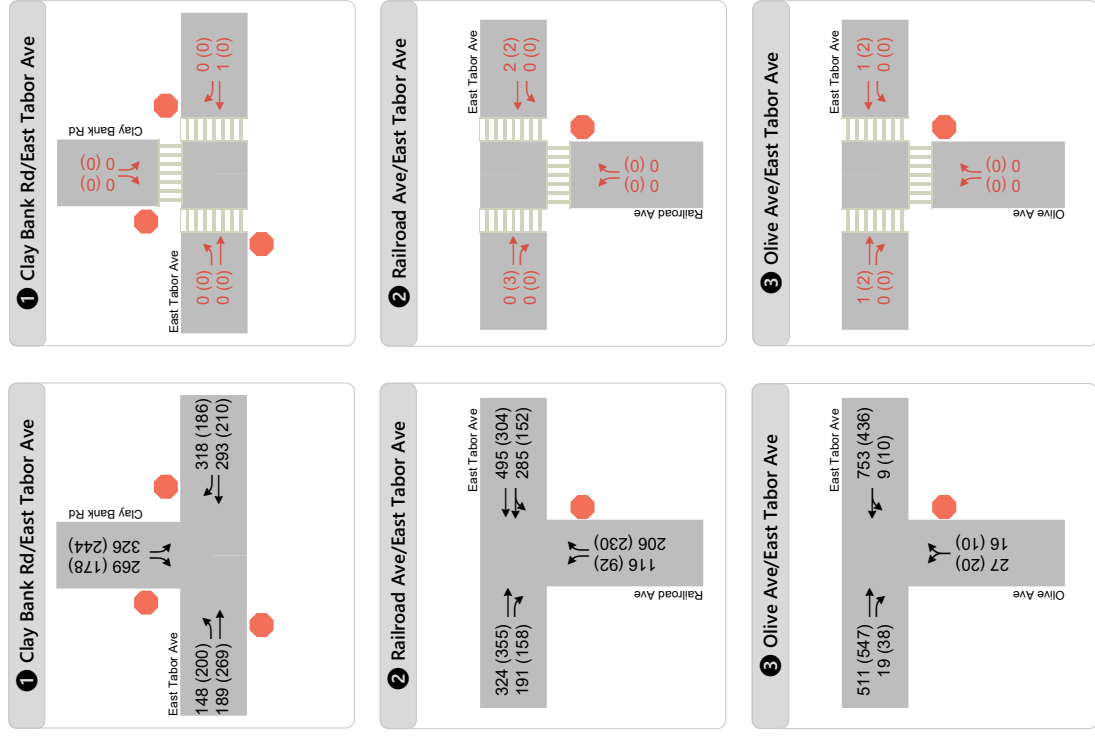 1 Clay Bank Rd/East Tabor Ave
Clay Bank Rd
East Tabor Ave
0 (0)
0 (0)
0 (0)
1 (0)
0 (0)
0 (0)
2 Railroad Ave/East Tabor Ave
East Tabor Ave
Railroad Ave
2 (2)
0 (0)
0 (3)
0 (0)
0 (0)
0 (0)
3 Olive Ave/East Tabor Ave
East Tabor Ave
Olive Ave
1 (2)
0 (0)
1 (2)
0 (0)
0 (0)
0 (0)
1 Clay Bank Rd/East Tabor Ave
Clay Bank Rd
East Tabor Ave
269 (178)
326 (244)
318 (186)
293 (210)
148 (200)
189 (269)
2 Railroad Ave/East Tabor Ave
East Tabor Ave
Railroad Ave
495 (304)
285 (152)
324 (355)
191 (158)
116 (92)
206 (230)
3 Olive Ave/East Tabor Ave
East Tabor Ave
Olive Ave
753 (436)
9 (10)
511 (547)
19 (38)
27 (20)
16 (10)